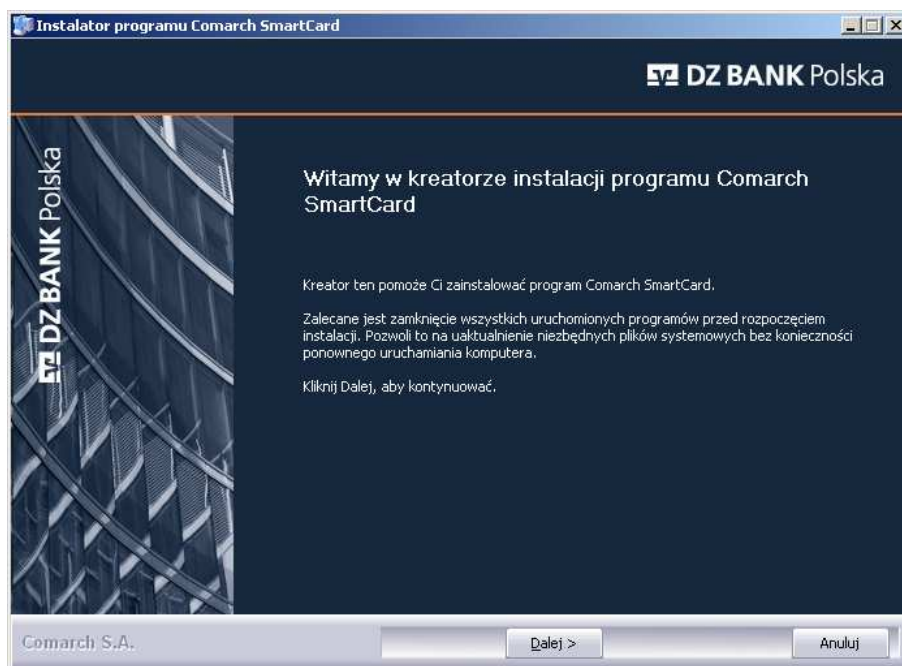 Instalator programu Comarch SmartCard
DZ BANK Polska
DZ BANK Polska
Witamy w kreatorze instalacji programu Comarch
SmartCard
Kreator ten pomoże Ci zainstalować program Comarch SmartCard.
Zalecane jest zamknięcie wszystkich uruchomionych programów przed rozpoczęciem
instalacji. Pozwoli to na uaktualnienie niezbędnych plików systemowych bez konieczności
ponownego uruchamiania komputera.
Kliknij Dalej, aby kontynuować.
Comarch S.A.
Dalej >
Anuluj